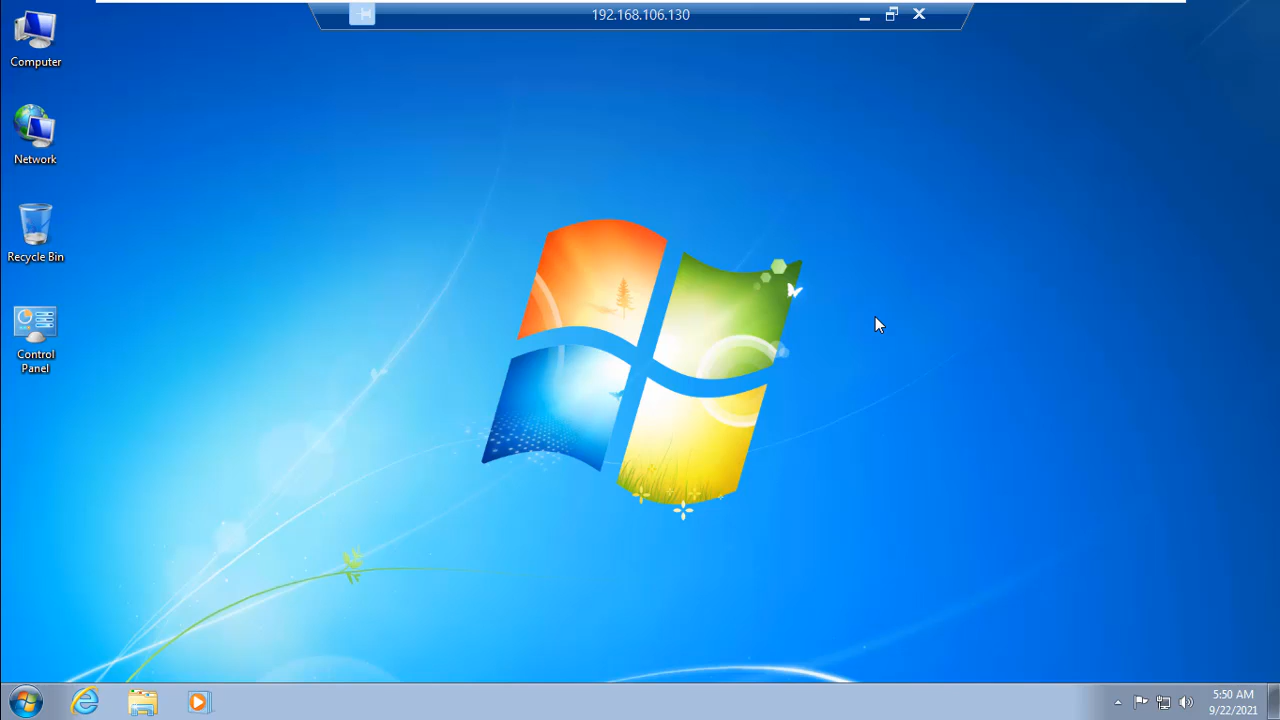 192.168.106.130
Computer
Network
Recycle Bin
Control
Panel
5:50 AM
9/22/2021